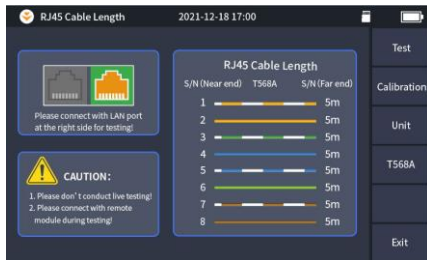 RJ45 Cable Length
2021-12-18 17:00
Please connect with LAN port
at the right side for testing!
CAUTION:
1. Please don't conduct live testing!
2. Please connect with remote
module during testing!
RJ45 Cable Length
S/N(Near end) T568A S/N(Far end)
1 5m
2 5m
3 5m
4 5m
5 5m
6 5m
7 5m
8 5m
Test
Calibration
Unit
T568A
Exit